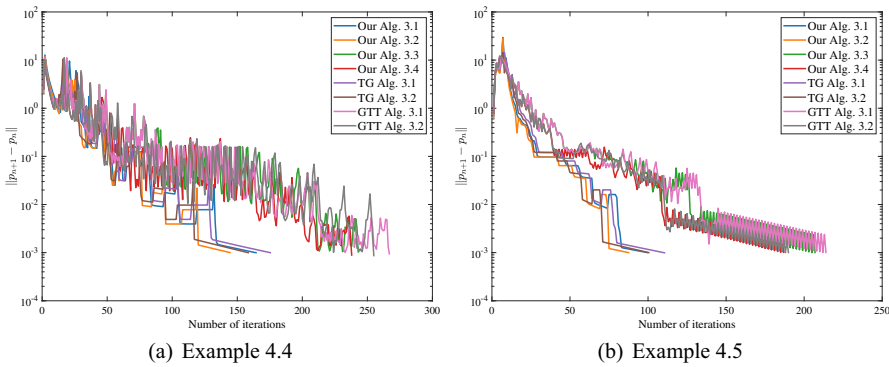 10^2
10^1
10^0
10^-1
10^-2
10^-3
10^-4
||p_{n+1} − p_n||
Our Alg. 3.1
Our Alg. 3.2
Our Alg. 3.3
Our Alg. 3.4
TG Alg. 3.1
TG Alg. 3.2
GTT Alg. 3.1
GTT Alg. 3.2
0 50 100 150 200 250 300
Number of iterations
(a) Example 4.4
10^2
10^1
10^0
10^-1
10^-2
10^-3
10^-4
||p_{n+1} − p_n||
Our Alg. 3.1
Our Alg. 3.2
Our Alg. 3.3
Our Alg. 3.4
TG Alg. 3.1
TG Alg. 3.2
GTT Alg. 3.1
GTT Alg. 3.2
0 50 100 150 200 250
Number of iterations
(b) Example 4.5